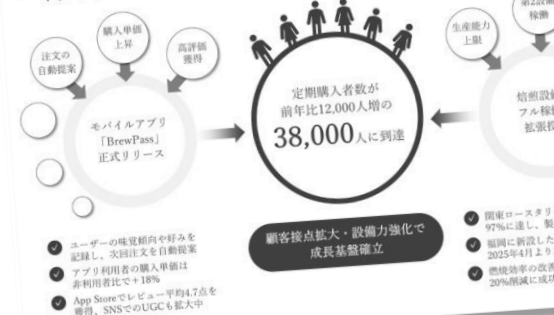 注文の
自動提案
購入単価
上昇
高評価
獲得
モバイルアプリ
「BrewPass」
正式リリース
ユーザーの味覚傾向や好みを
記録し、次回注文を自動提案
アプリ利用者の購入単価は
非利用者比で+18%
App Storeでレビュー平均4.7点を
獲得、SNSでのUGCも拡大中
定期購入者数が
前年比12,000人増の
38,000人に到達
顧客接点拡大・設備力強化で
成長基盤確立
生産能力
上限
第2設備
稼働
焙煎設備
フル稼働
拡張投
関東ロースタリ
97%に達し、製
福岡に新設した
2025年4月より
燃焼効率の改善
20%削減に成功